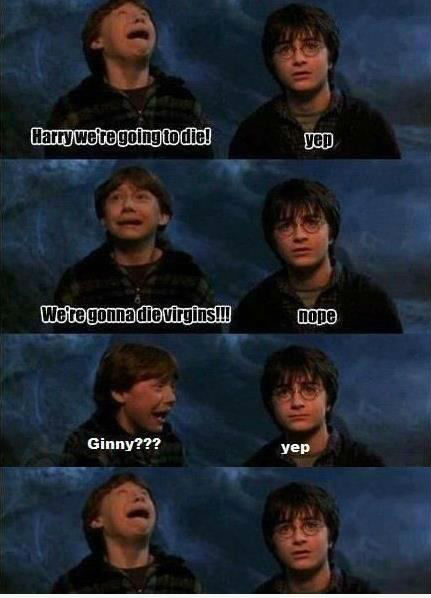 Harry we're going to die!
yep
We're gonna die virgins!!!
nope
Ginny???
yep